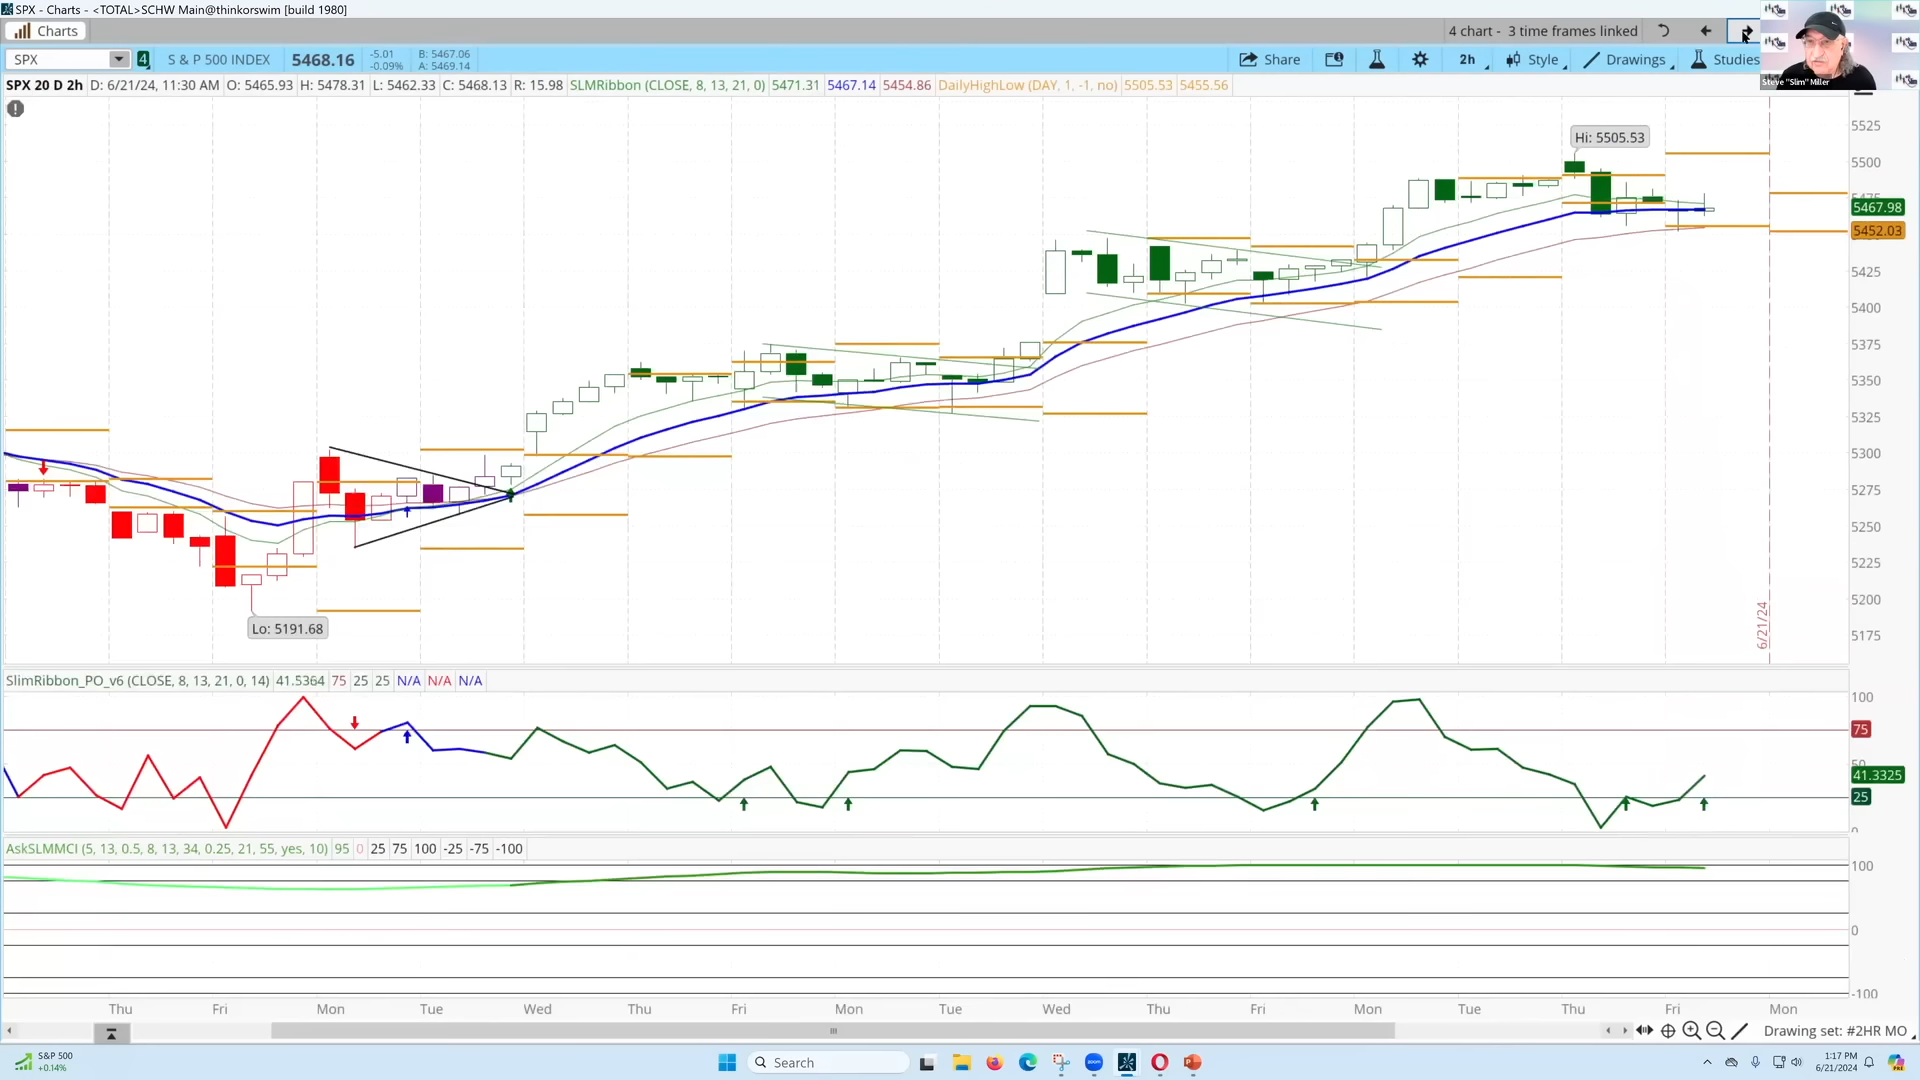 SPX - Charts - <TOTAL>SCHW Main@thinkorswim [build 1980]
Charts
4 chart - 3 time frames linked
SPX
4
S & P 500 INDEX
5468.16
-5.01
-0.09%
B: 5467.06
A: 5469.14
Share
2h
Style
Drawings
Studies
Steve "Slim" Miller
SPX 20 D 2h
D: 6/21/24, 11:30 AM
O: 5465.93
H: 5478.31
L: 5462.33
C: 5468.13
R: 15.98
SLMRibbon (CLOSE, 8, 13, 21, 0)
5471.31
5467.14
5454.86
DailyHighLow (DAY, 1, -1, no)
5505.53
5455.56
Hi: 5505.53
Lo: 5191.68
5525
5500
5467.98
5452.03
5425
5400
5375
5350
5325
5300
5275
5250
5225
5200
5175
6/21/24
SlimRibbon_PO_v6 (CLOSE, 8, 13, 21, 0, 14)
41.5364
75
25
25
N/A
N/A
N/A
100
75
41.3325
25
AskSLMMCI (5, 13, 0.5, 8, 13, 34, 0.25, 21, 55, yes, 10)
95
0
25
75
100
-25
-75
-100
100
0
-100
Thu
Fri
Mon
Tue
Wed
Thu
Fri
Mon
Tue
Wed
Thu
Fri
Mon
Tue
Thu
Fri
Mon
Drawing set: #2HR MO
S&P 500
+0.14%
Search
zoom
1:17 PM
6/21/2024